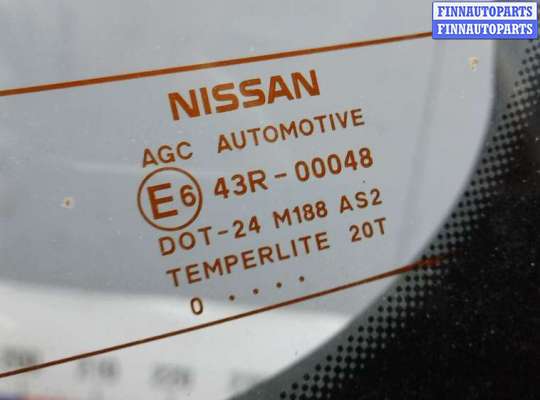 FINNAUTOPARTS
FINNAUTOPARTS
NISSAN
AGC AUTOMOTIVE
E6 43R-00048
DOT-24 M188 AS2
TEMPERLITE 20T
0 · · · ·